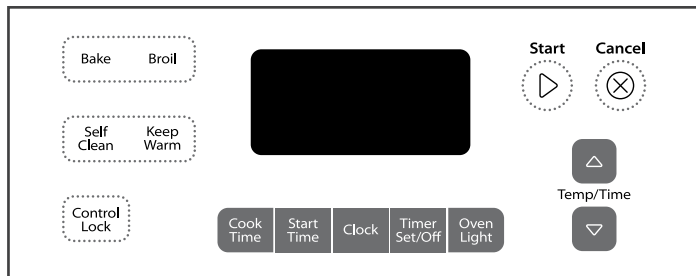 Bake Broil
Start Cancel
Self Clean
Keep Warm
Control Lock
Temp/Time
Cook Time
Start Time
Clock
Timer Set/Off
Oven Light